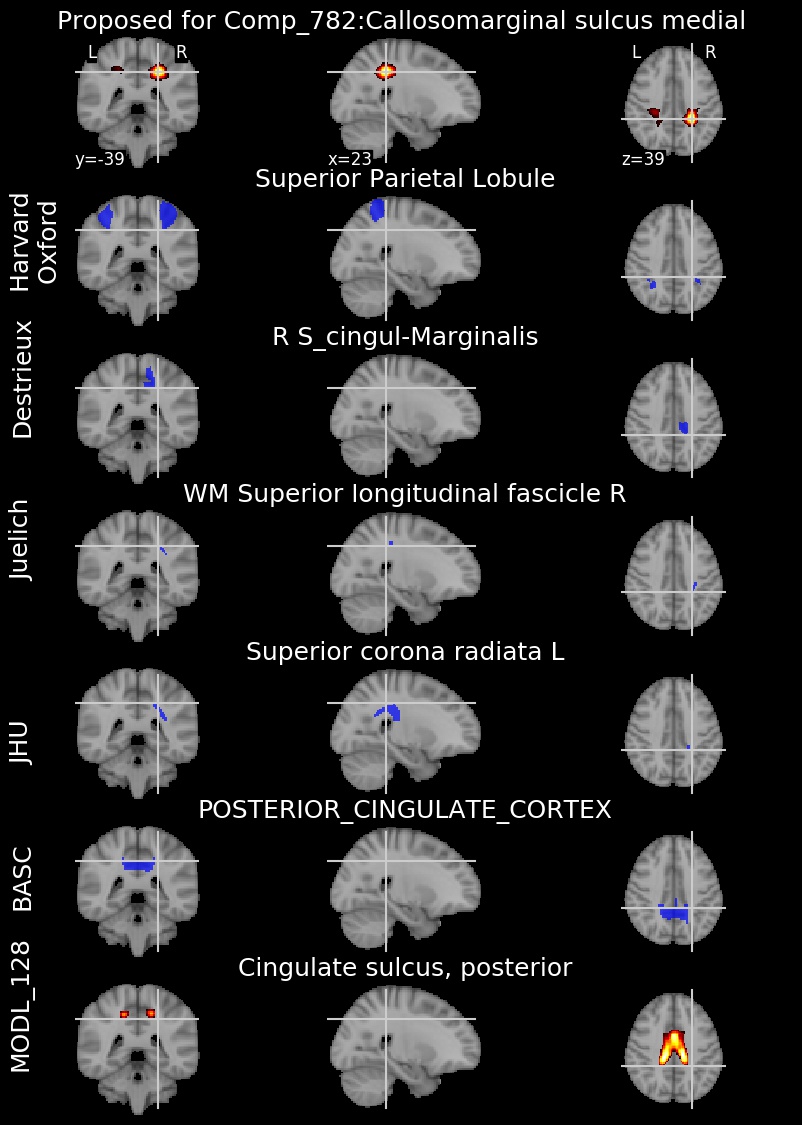 Proposed for Comp_782:Callosomarginal sulcus medial
L R
L R
y=-39
x=23
z=39
Superior Parietal Lobule
Harvard
Oxford
R S_cingul-Marginalis
Destrieux
WM Superior longitudinal fascicle R
Juelich
Superior corona radiata L
JHU
POSTERIOR_CINGULATE_CORTEX
BASC
Cingulate sulcus, posterior
MODL_128